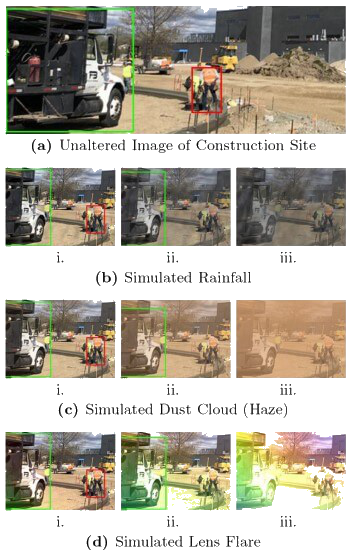 (a) Unaltered Image of Construction Site
i. ii. iii.
(b) Simulated Rainfall
i. ii. iii.
(c) Simulated Dust Cloud (Haze)
i. ii. iii.
(d) Simulated Lens Flare